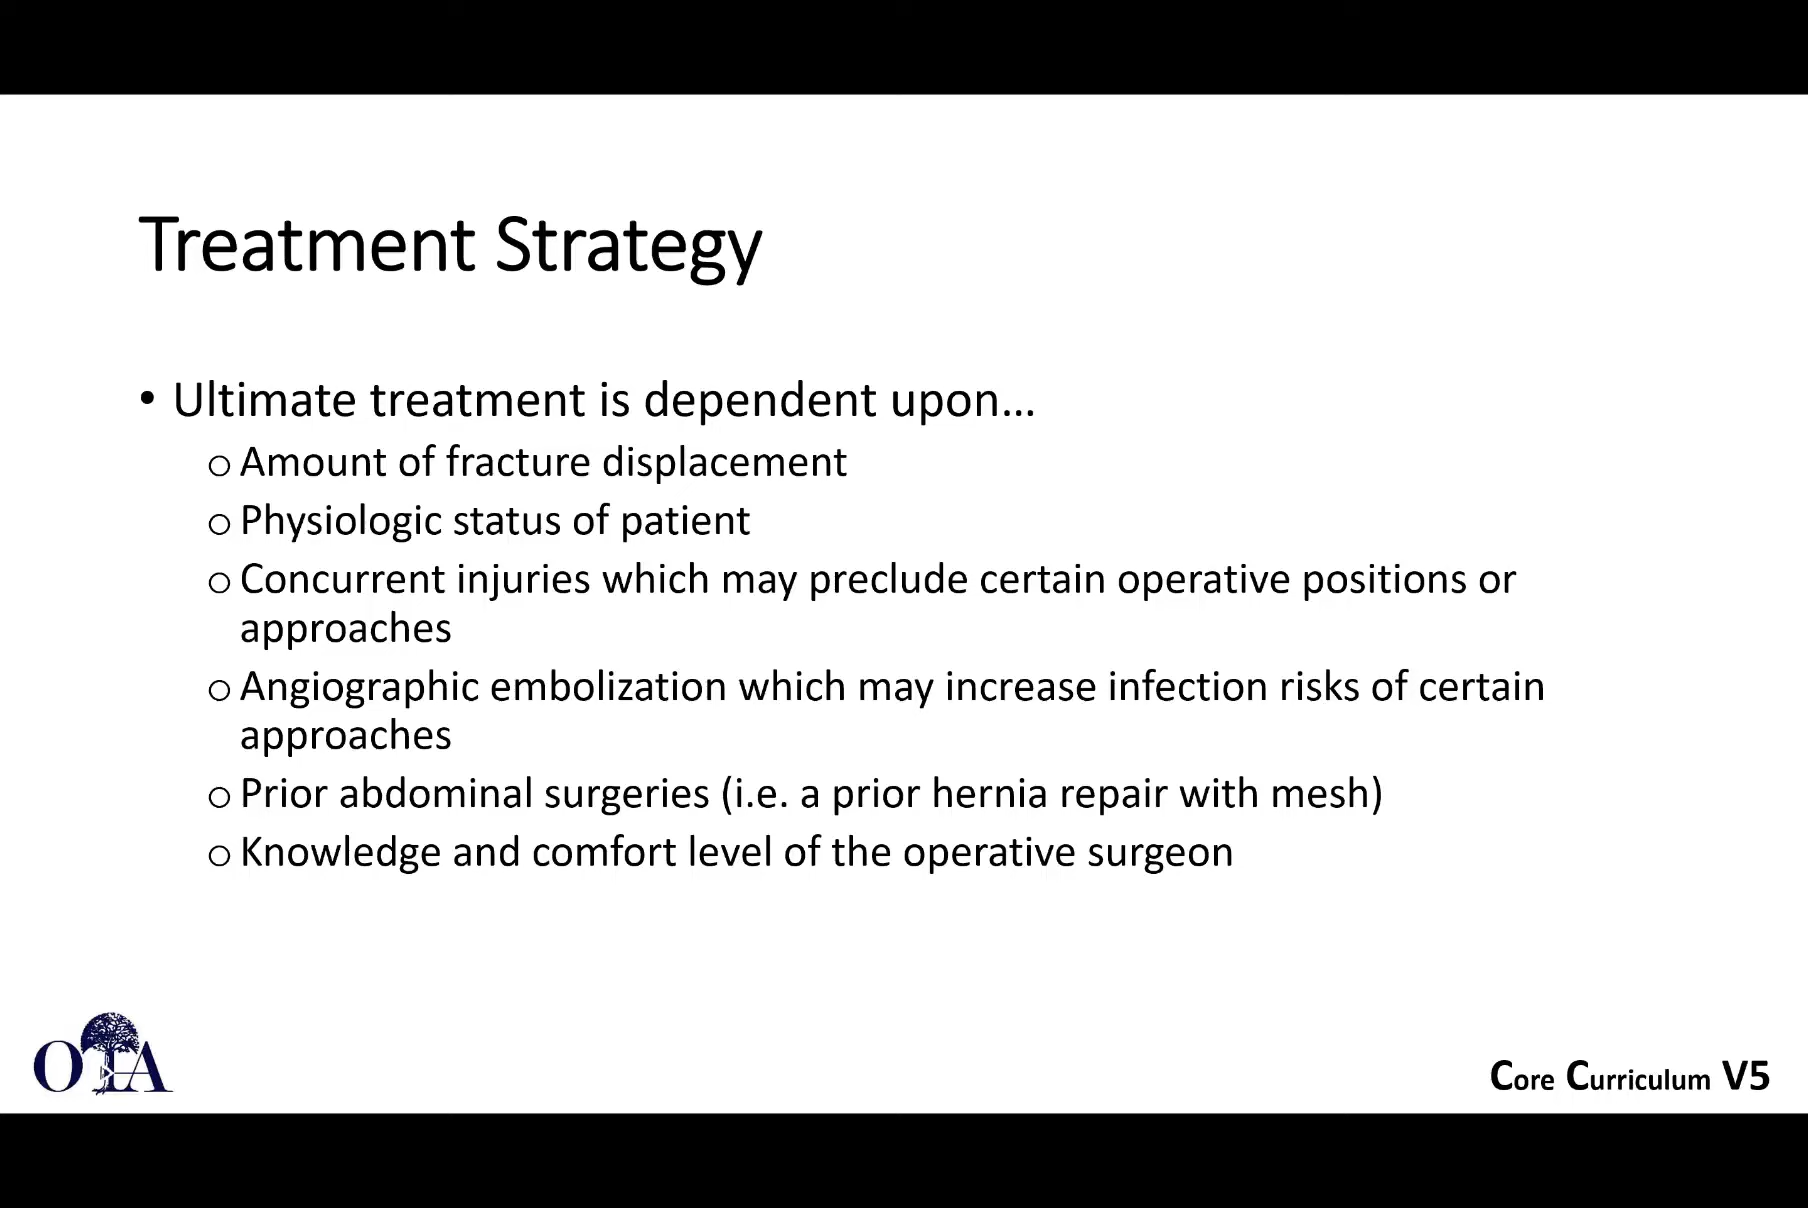 Treatment Strategy
• Ultimate treatment is dependent upon...
o Amount of fracture displacement
o Physiologic status of patient
o Concurrent injuries which may preclude certain operative positions or
approaches
o Angiographic embolization which may increase infection risks of certain
approaches
o Prior abdominal surgeries (i.e. a prior hernia repair with mesh)
o Knowledge and comfort level of the operative surgeon
OTA
Core Curriculum V5